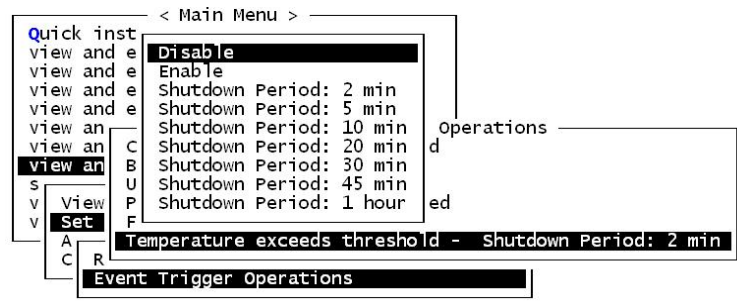 < Main Menu >
Quick inst
view and e Disable
view and e Enable
view and e Shutdown Period: 2 min
view and e Shutdown Period: 5 min
view an Shutdown Period: 10 min Operations
view an C Shutdown Period: 20 min d
view an B Shutdown Period: 30 min
s U Shutdown Period: 45 min
v View P Shutdown Period: 1 hour ed
v Set F
A Temperature exceeds threshold - Shutdown Period: 2 min
C R
Event Trigger Operations